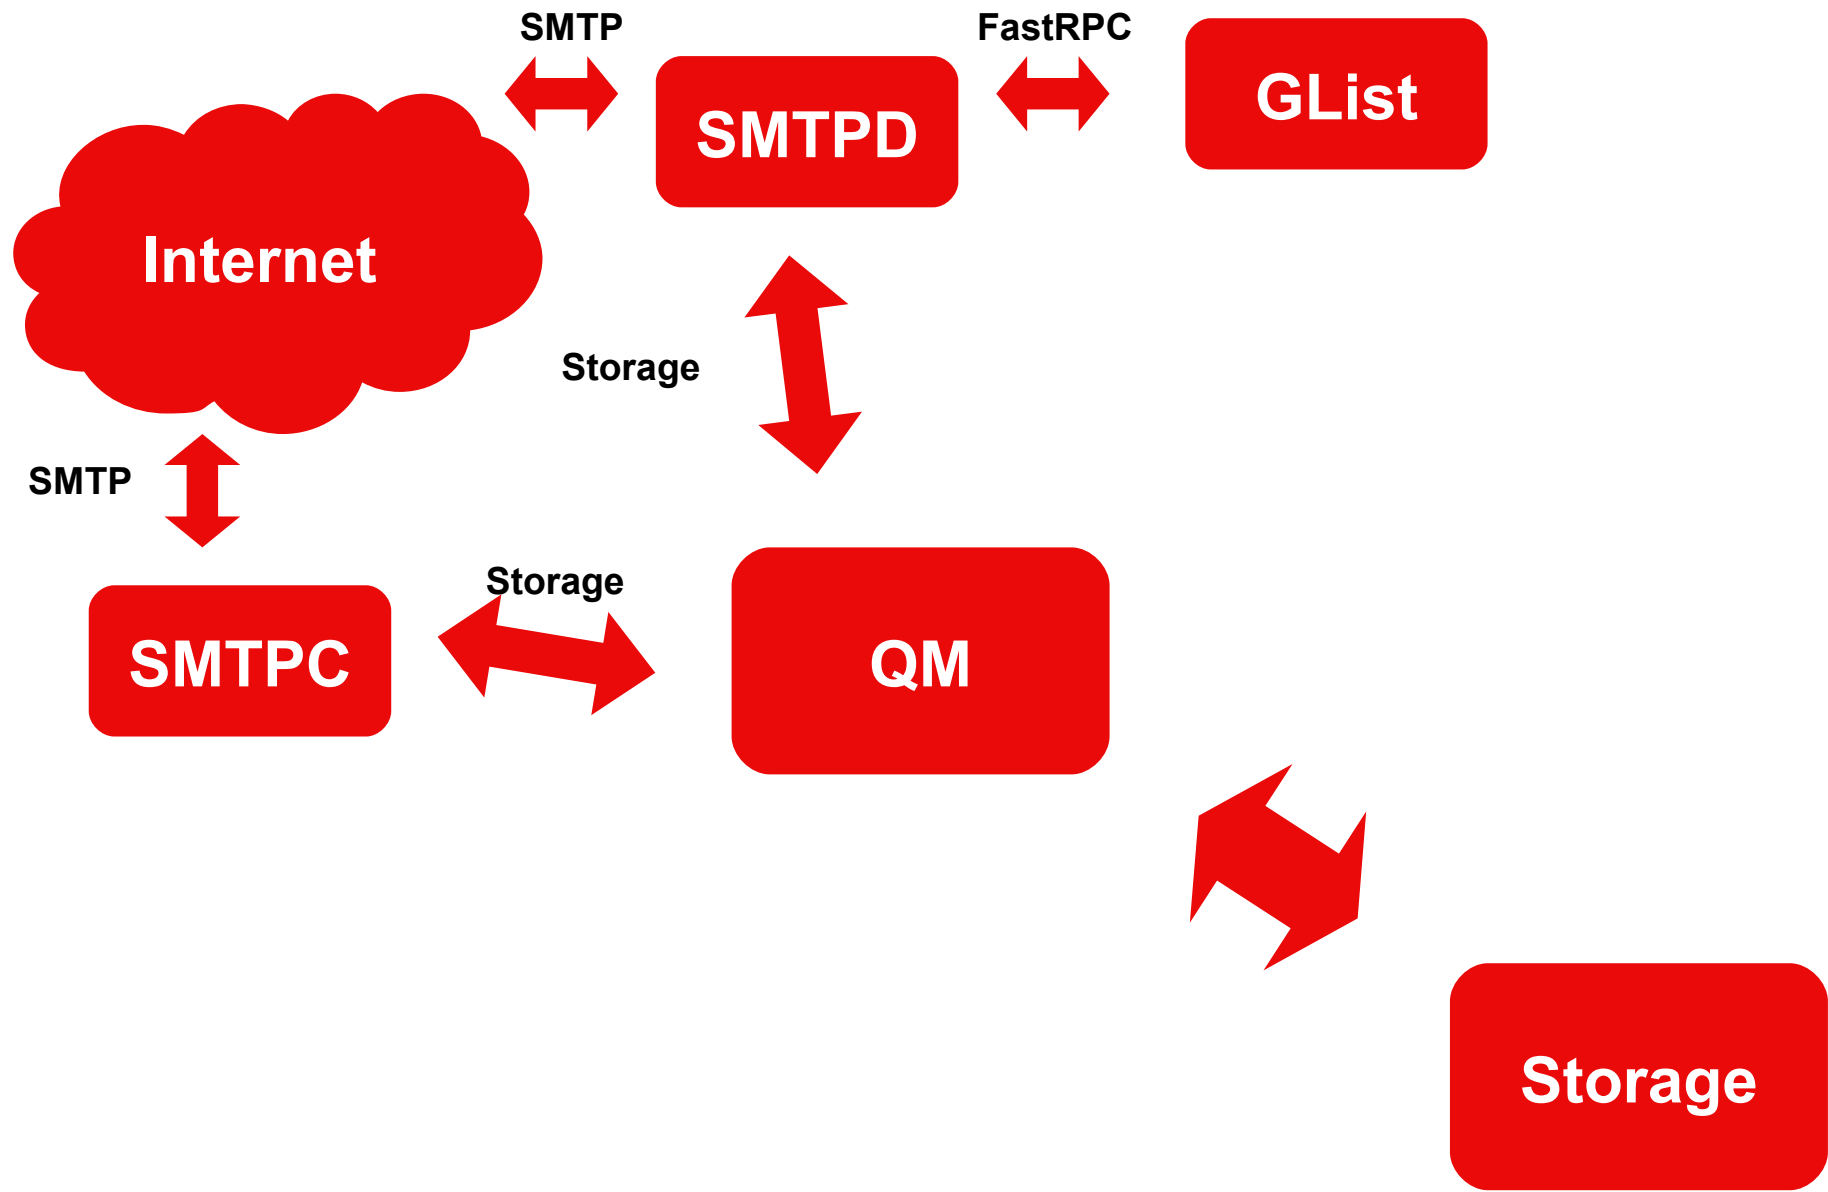 SMTP
FastRPC
GList
SMTPD
Internet
Storage
SMTP
Storage
SMTPC
QM
Storage